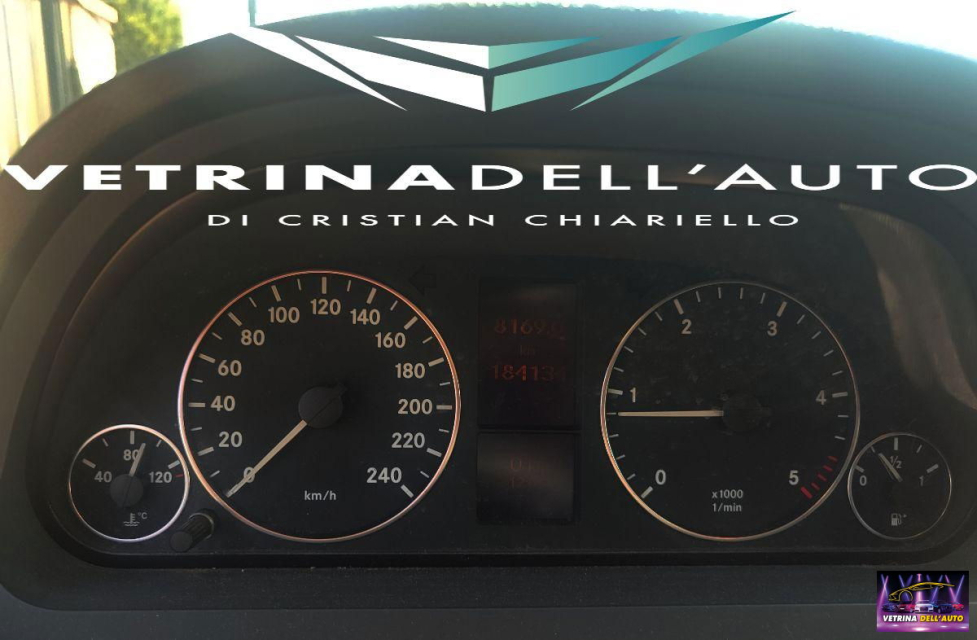 VETRINADELL'AUTO
DI CRISTIAN CHIARIELLO
0 20 40 60 80 100 120 140 160 180 200 220 240
km/h
184134
0 1 2 3 4 5
x1000
1/min
40 80 120
°C
0 1/2 1
VETRINA DELL'AUTO